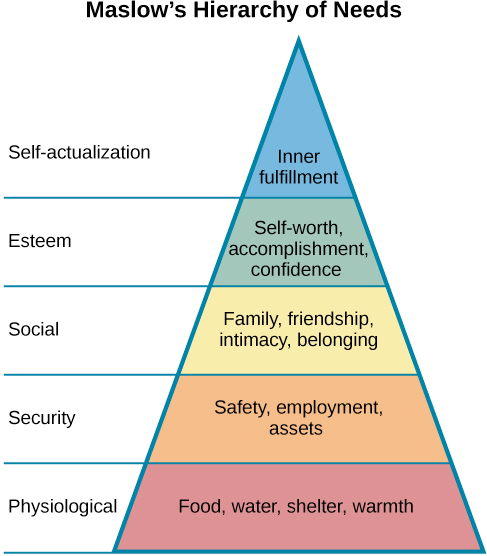 Maslow's Hierarchy of Needs
Self-actualization
Inner
fulfillment
Esteem
Self-worth,
accomplishment,
confidence
Social
Family, friendship,
intimacy, belonging
Security
Safety, employment,
assets
Physiological
Food, water, shelter, warmth